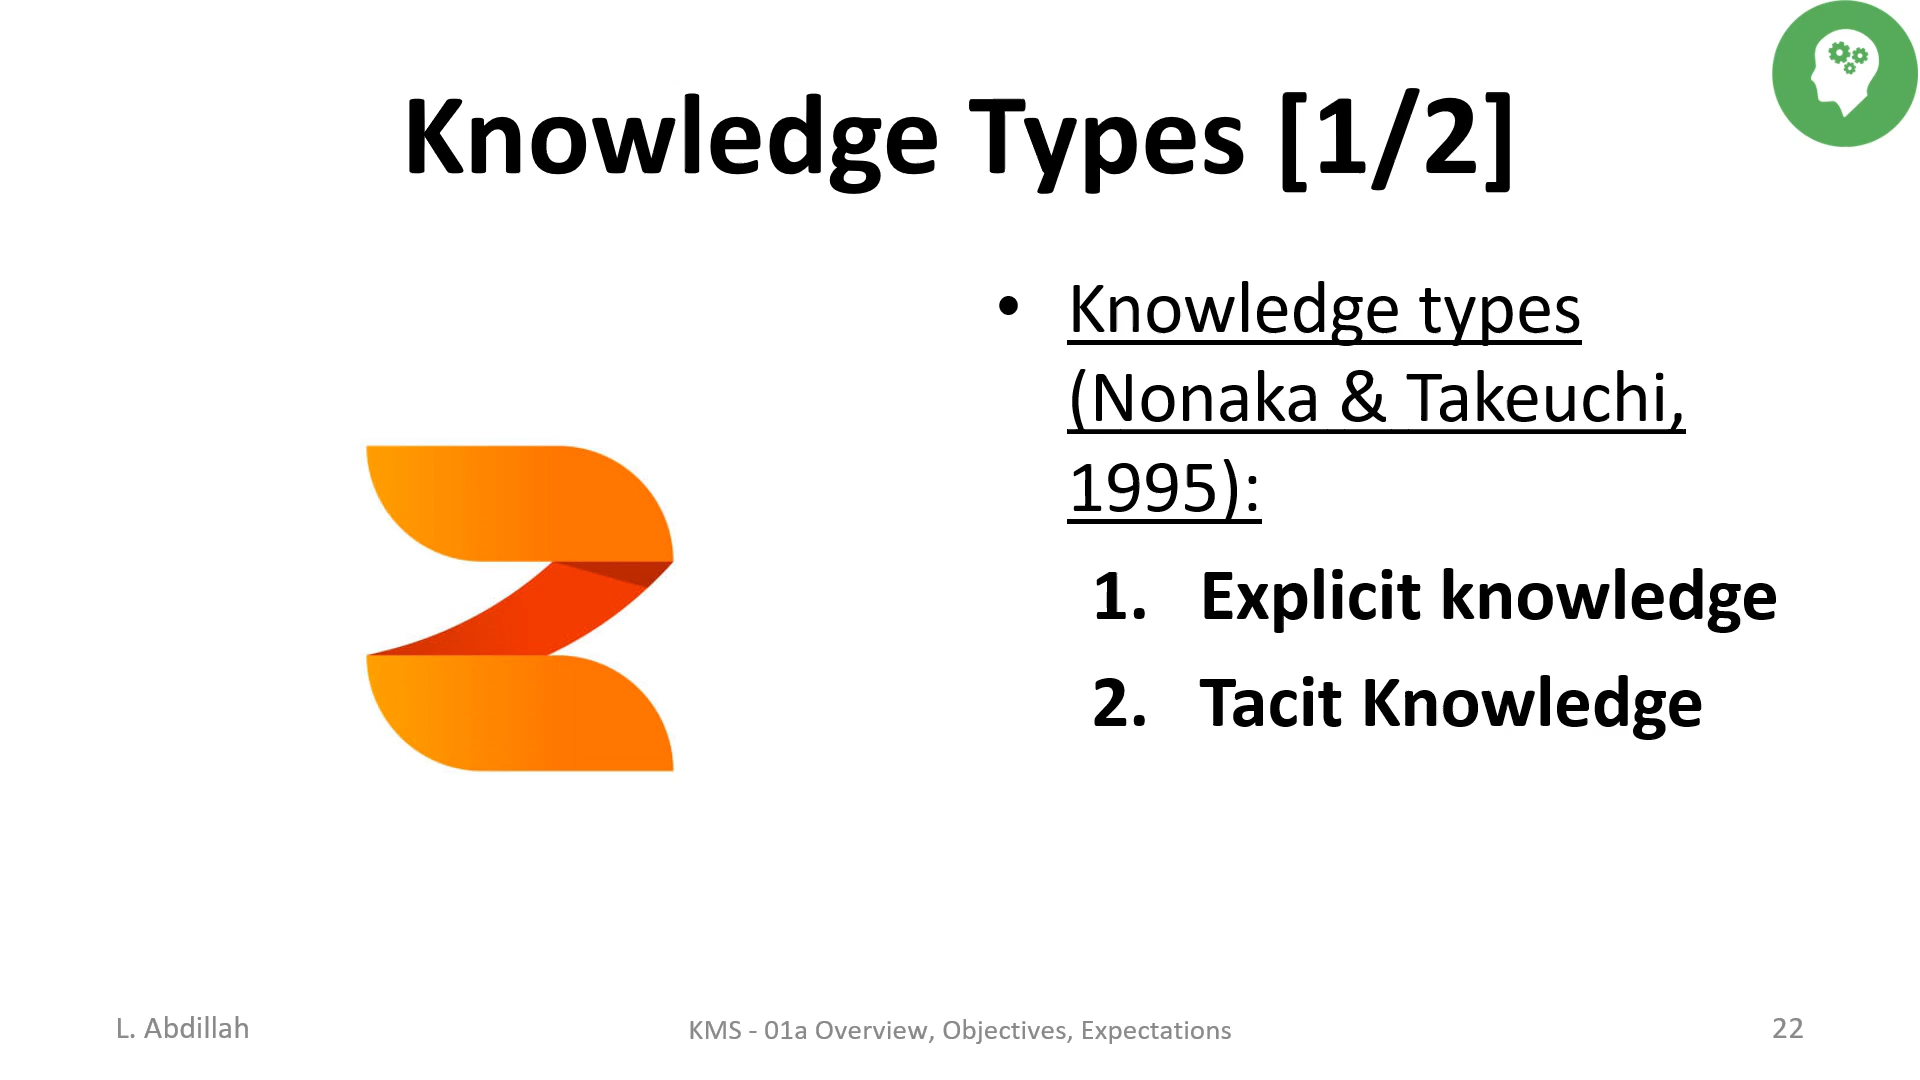 Knowledge Types [1/2]
• Knowledge types
(Nonaka & Takeuchi,
1995):
1. Explicit knowledge
2. Tacit Knowledge
L. Abdillah
KMS - 01a Overview, Objectives, Expectations
22